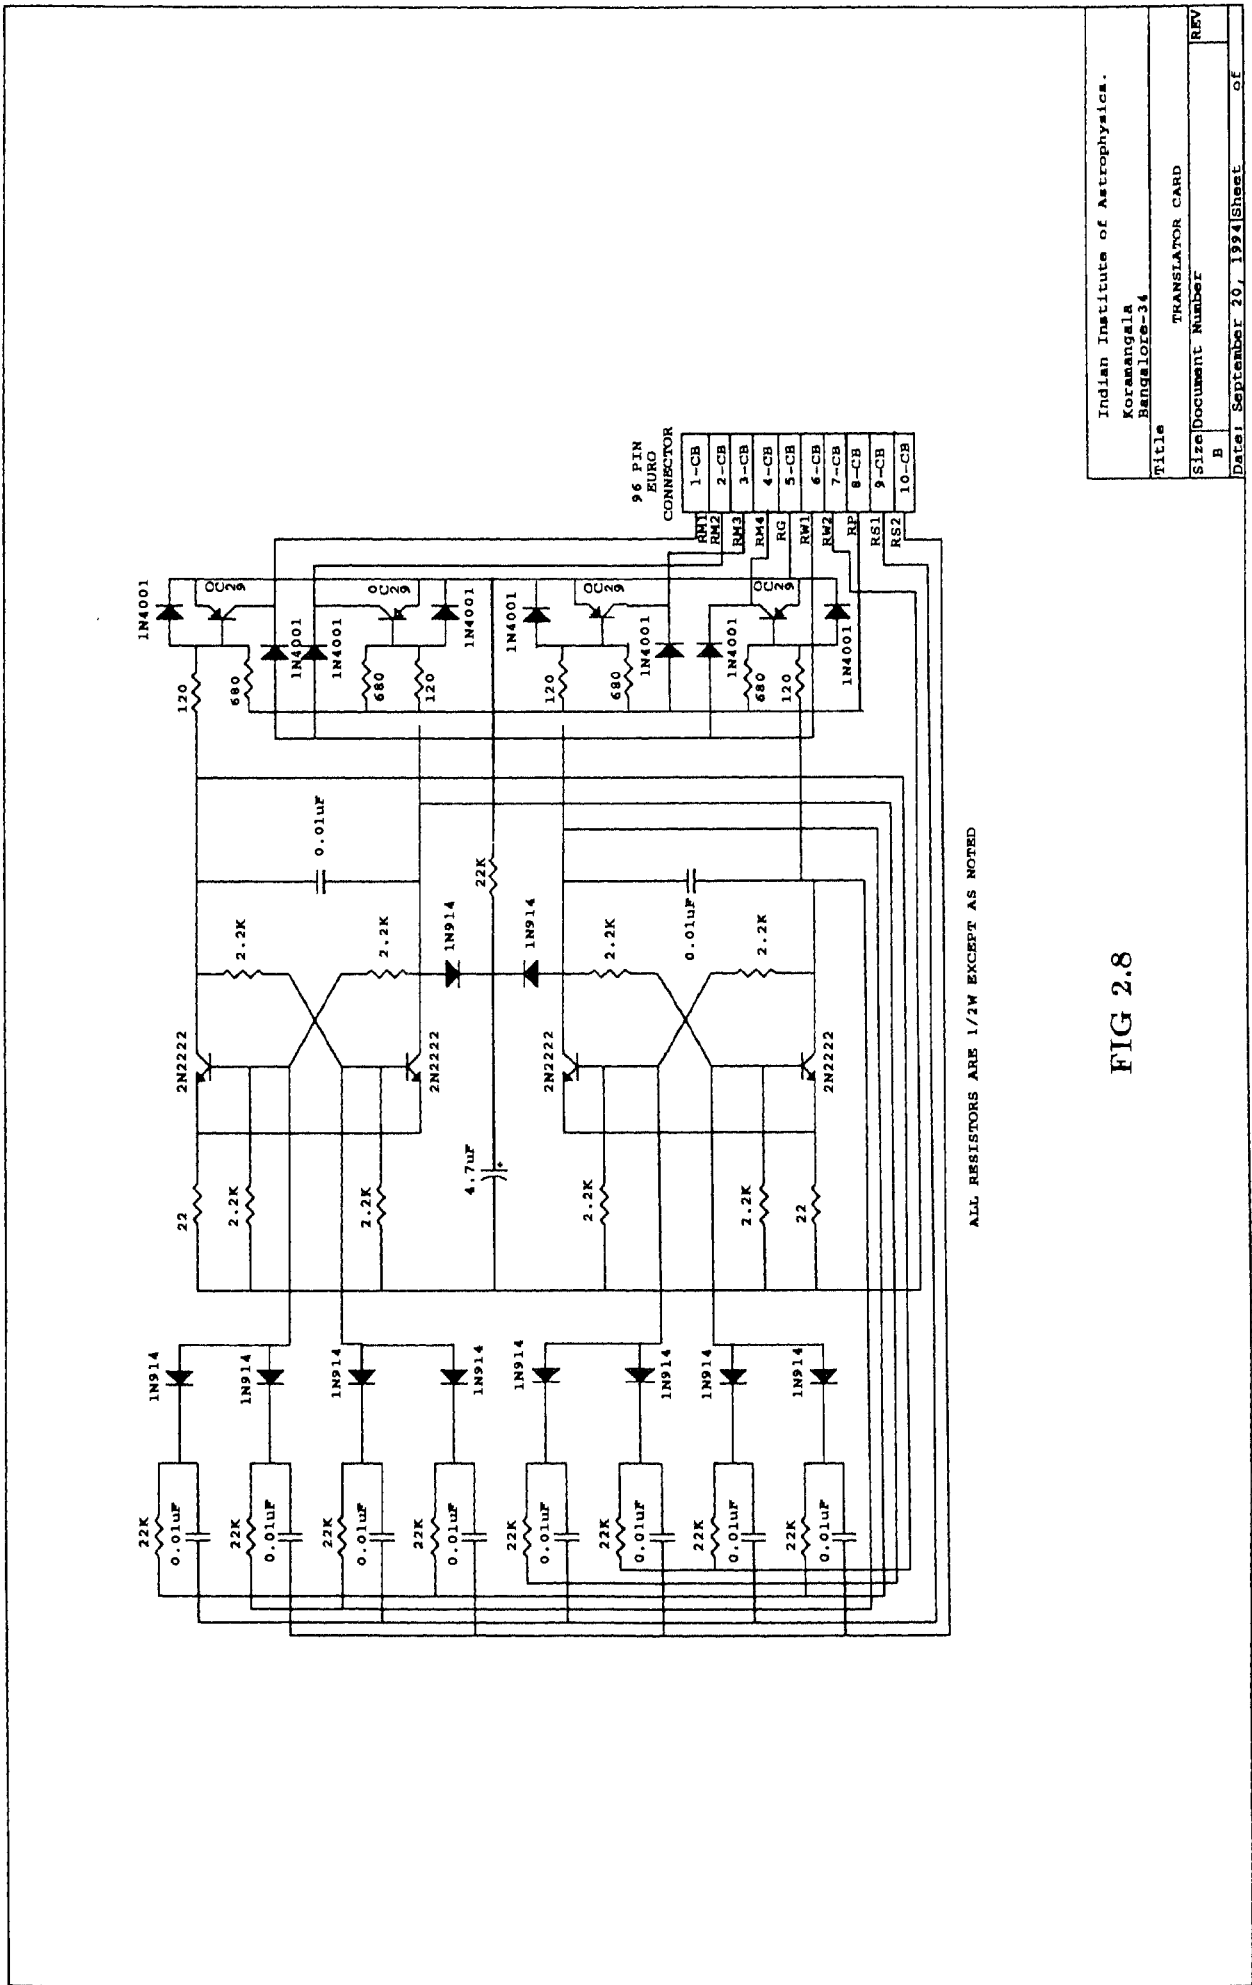 1N914
1N914
1N914
1N914
1N914
1N914
1N914
1N914
22K
0.01uF
22K
0.01uF
22K
0.01uF
22K
0.01uF
22K
0.01uF
22K
0.01uF
22K
0.01uF
22K
0.01uF
22
2.2K
2.2K
4.7uF
+
2.2K
2.2K
22
2N2222
2N2222
2N2222
2N2222
2.2K
2.2K
1N914
1N914
2.2K
2.2K
0.01uF
22K
0.01uF
120
680
680
120
120
680
680
120
1N4001
1N4001
1N4001
1N4001
1N4001
1N4001
1N4001
1N4001
OC29
OC29
OC29
OC29
96 PIN
EURO
CONNECTOR
RM1 1-CB
RM2 2-CB
RM3 3-CB
RM4 4-CB
RG 5-CB
RW1 6-CB
RW2 7-CB
RP 8-CB
RS1 9-CB
RS2 10-CB
ALL RESISTORS ARE 1/2W EXCEPT AS NOTED
FIG 2.8
Indian Institute of Astrophysics.
Koramangala
Bangalore-34
Title
TRANSLATOR CARD
Size Document Number REV
B
Date: September 20, 1994 Sheet of